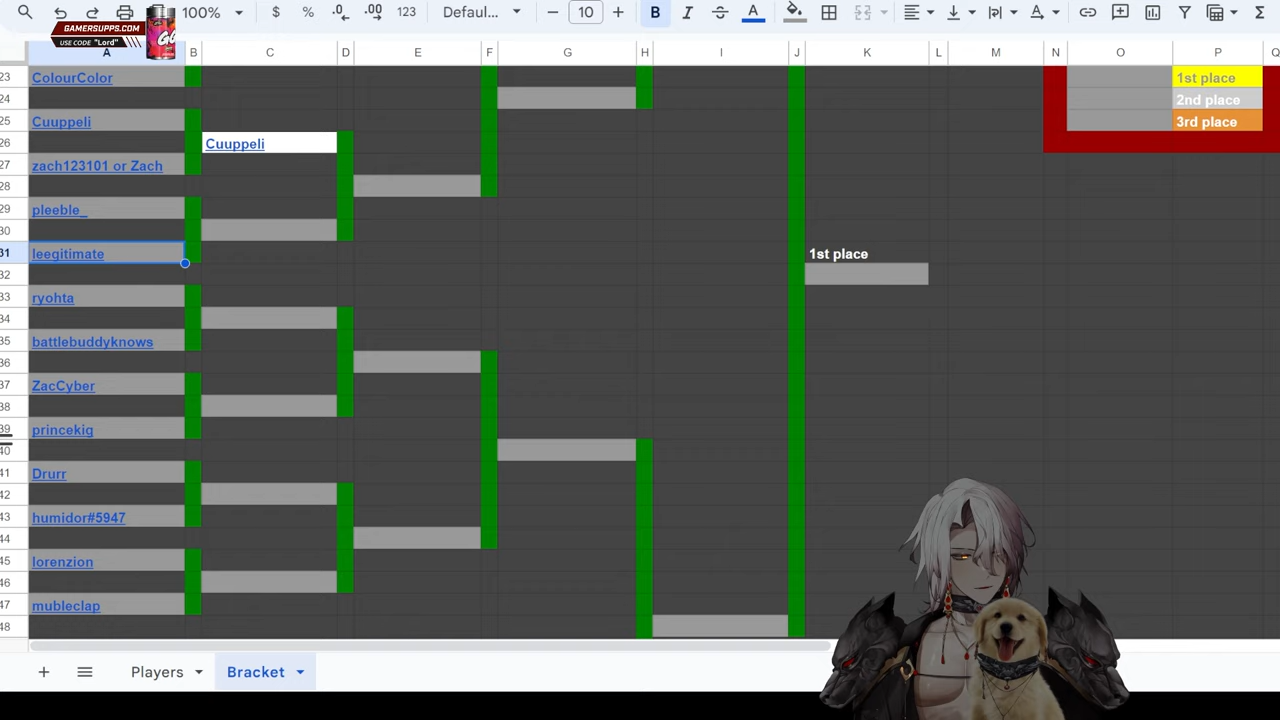 100%
$
%
.0
.00
123
Defaul...
−
10
+
B
I
A
A
Σ
GAMERSUPPS.COM
USE CODE "Lord"
A B C D E F G H I J K L M N O P Q
23 ColourColor 1st place
24 2nd place
25 Cuuppeli 3rd place
26 Cuuppeli
27 zach123101 or Zach
28
29 pleeble_
30
31 leegitimate 1st place
32
33 ryohta
34
35 battlebuddyknows
36
37 ZacCyber
38
39 princekig
40
41 Drurr
42
43 humidor#5947
44
45 lorenzion
46
47 mubleclap
48
+
Players
Bracket